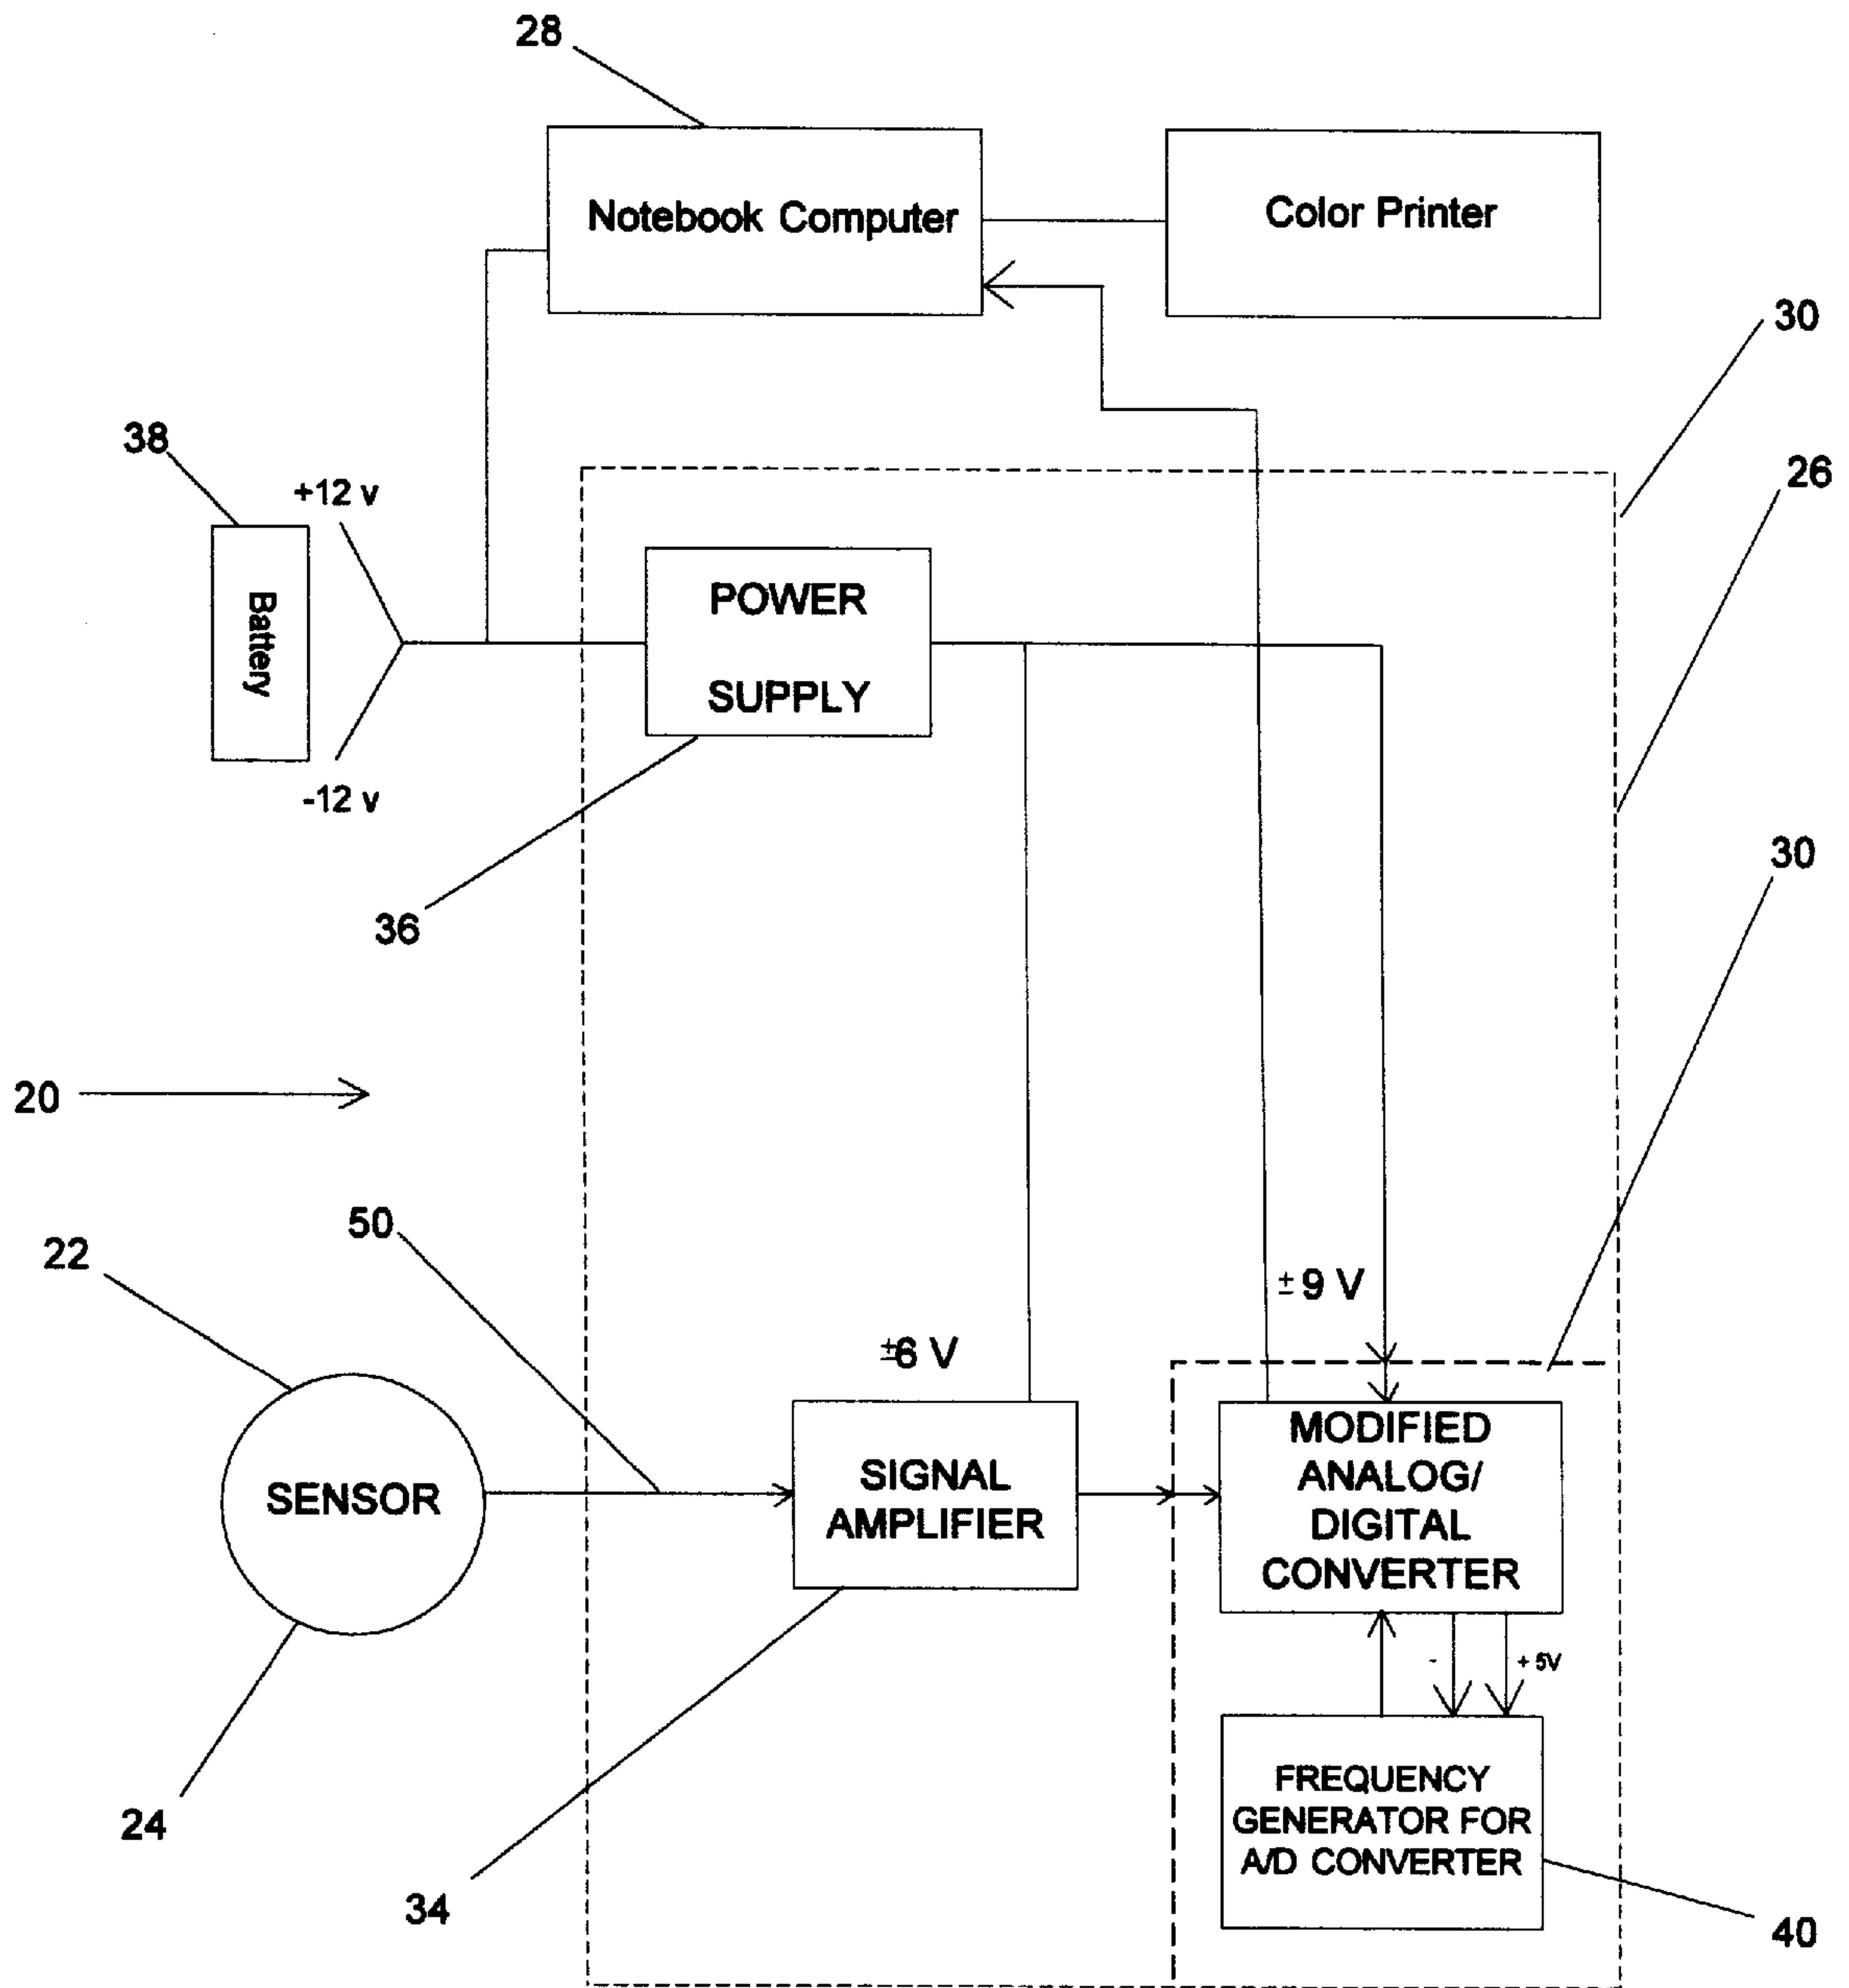 28
Notebook Computer
Color Printer
30
38
+12 v
26
Battery
POWER
SUPPLY
-12 v
30
36
20
50
22
± 9 V
±6 V
SENSOR
SIGNAL
AMPLIFIER
MODIFIED
ANALOG/
DIGITAL
CONVERTER
-
+ 5V
24
FREQUENCY
GENERATOR FOR
A/D CONVERTER
34
40